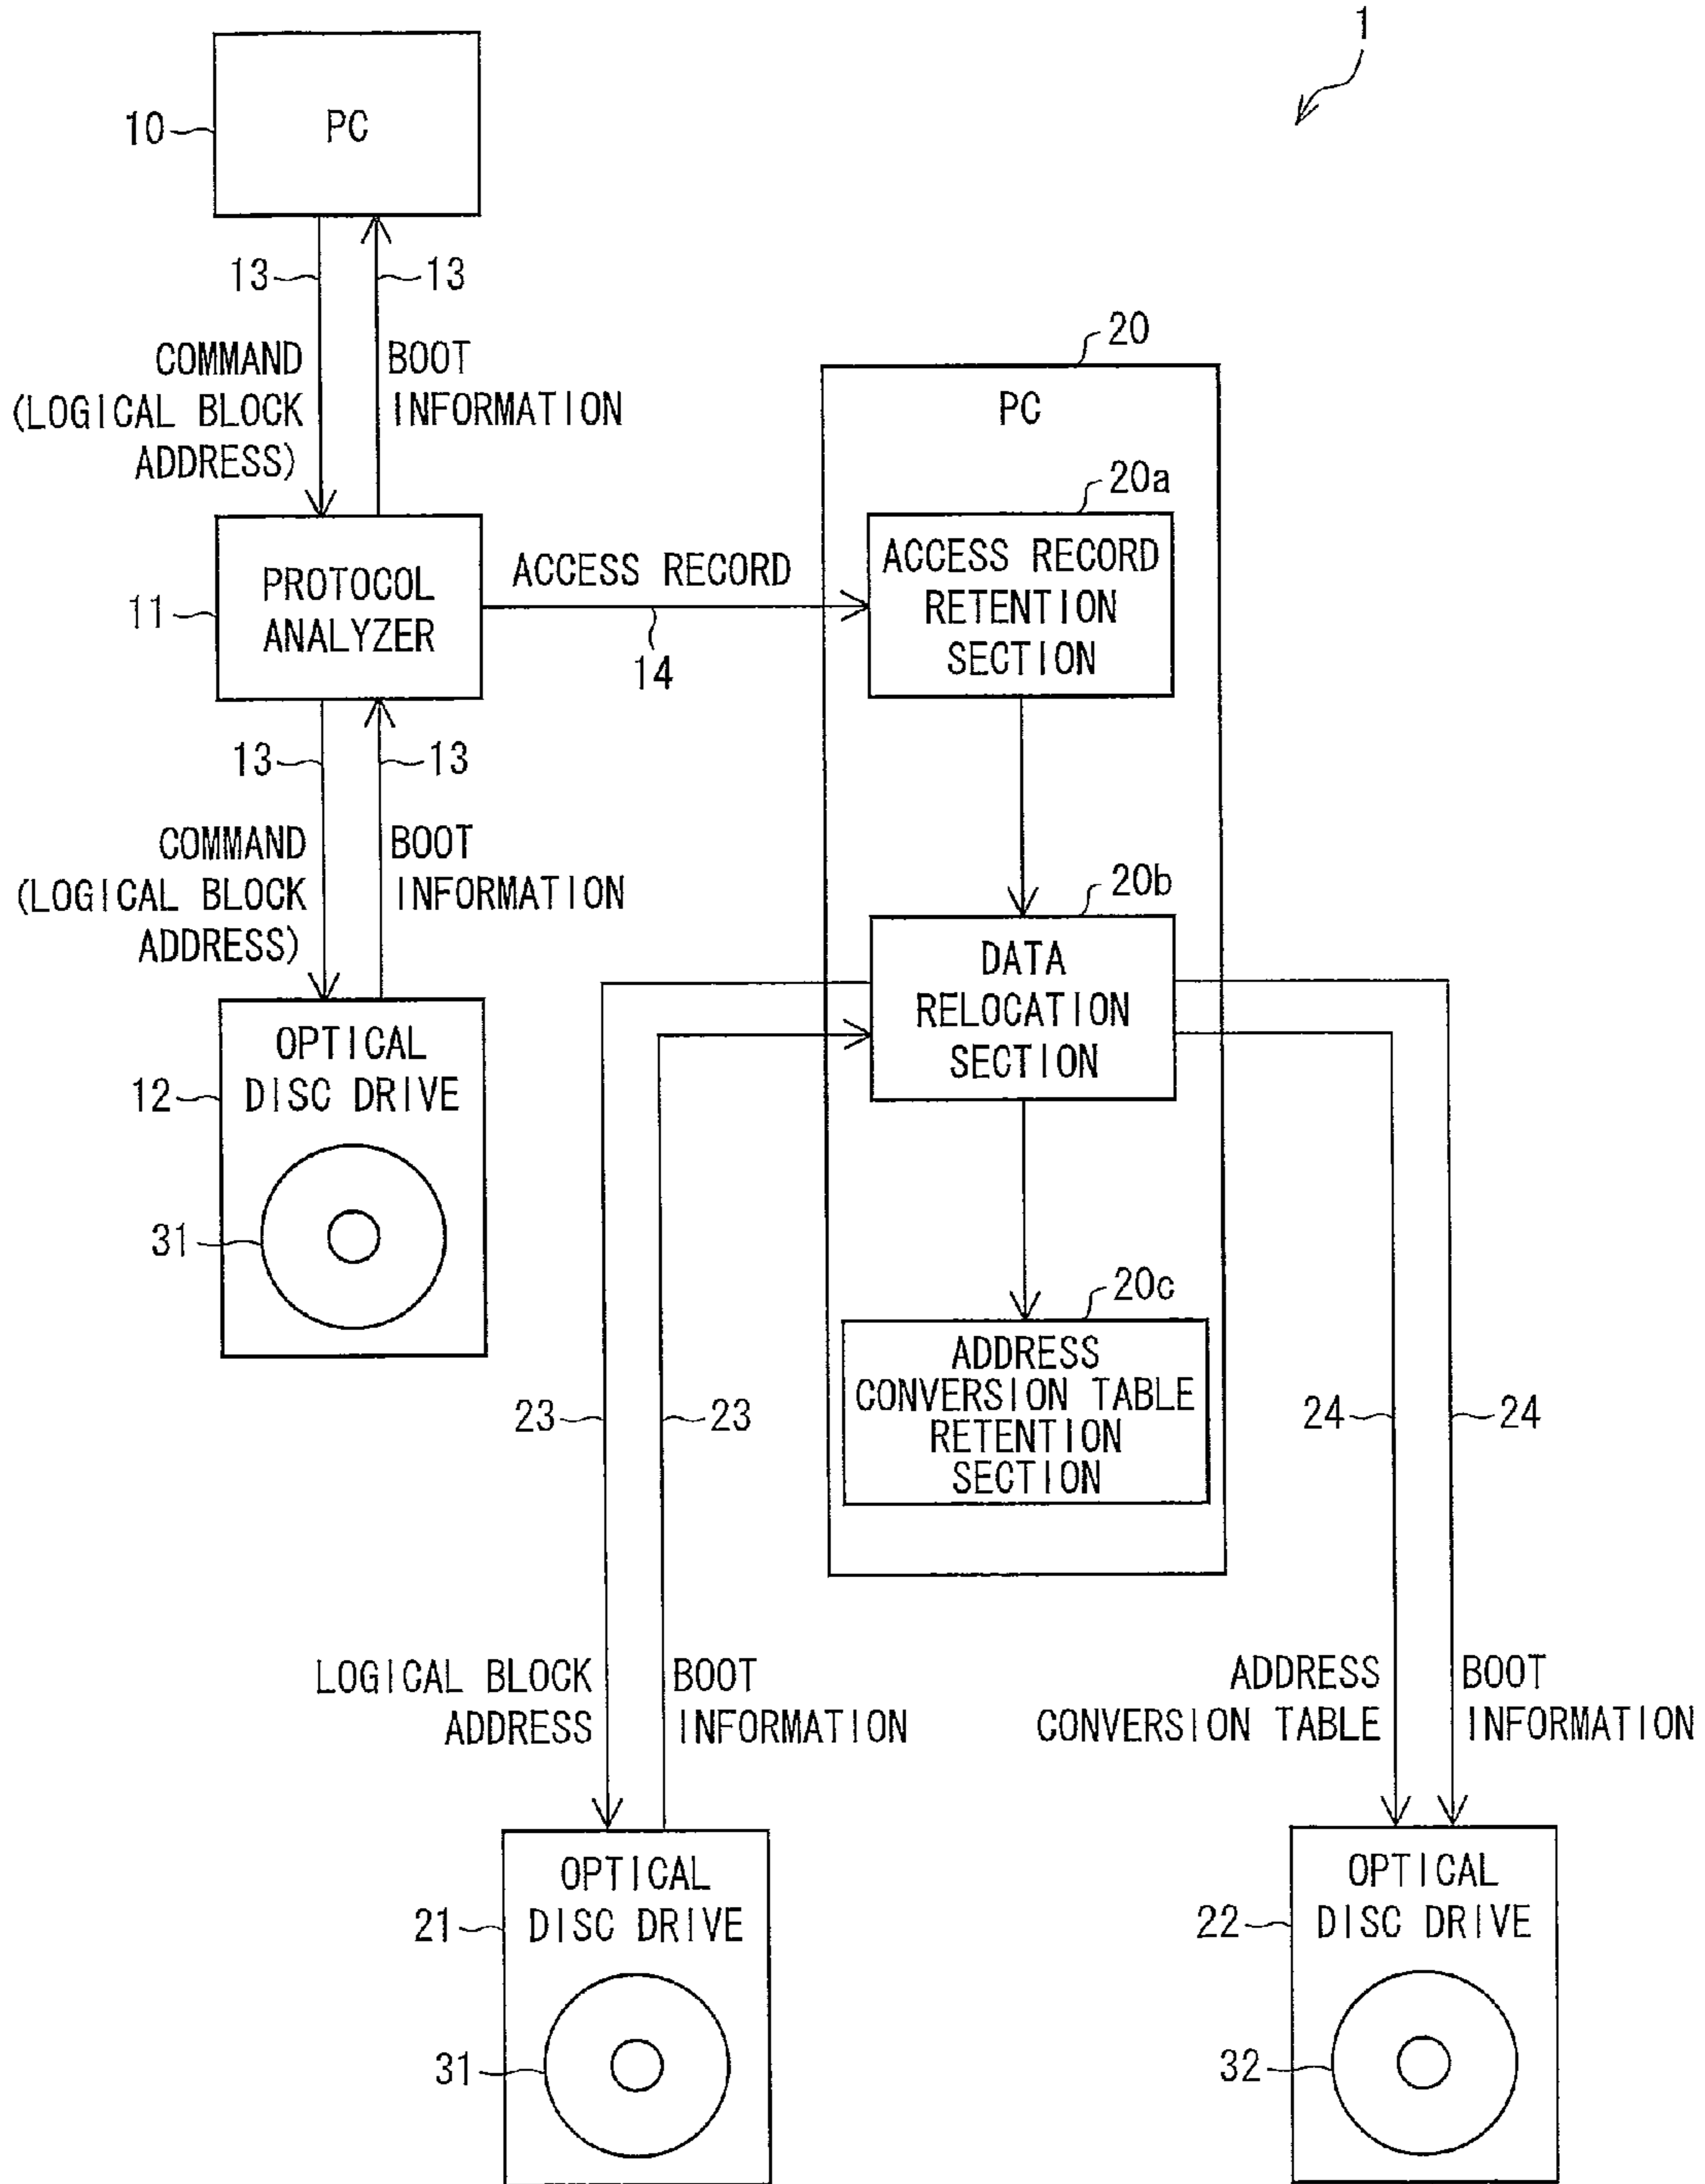 1
10
PC
13
13
COMMAND
(LOGICAL BLOCK
ADDRESS)
BOOT
INFORMATION
20
PC
11
PROTOCOL
ANALYZER
ACCESS RECORD
14
20a
ACCESS RECORD
RETENTION
SECTION
13
13
COMMAND
(LOGICAL BLOCK
ADDRESS)
BOOT
INFORMATION
20b
DATA
RELOCATION
SECTION
12
OPTICAL
DISC DRIVE
31
20c
ADDRESS
CONVERSION TABLE
RETENTION
SECTION
23
23
24
24
LOGICAL BLOCK
ADDRESS
BOOT
INFORMATION
ADDRESS
CONVERSION TABLE
BOOT
INFORMATION
21
OPTICAL
DISC DRIVE
31
22
OPTICAL
DISC DRIVE
32